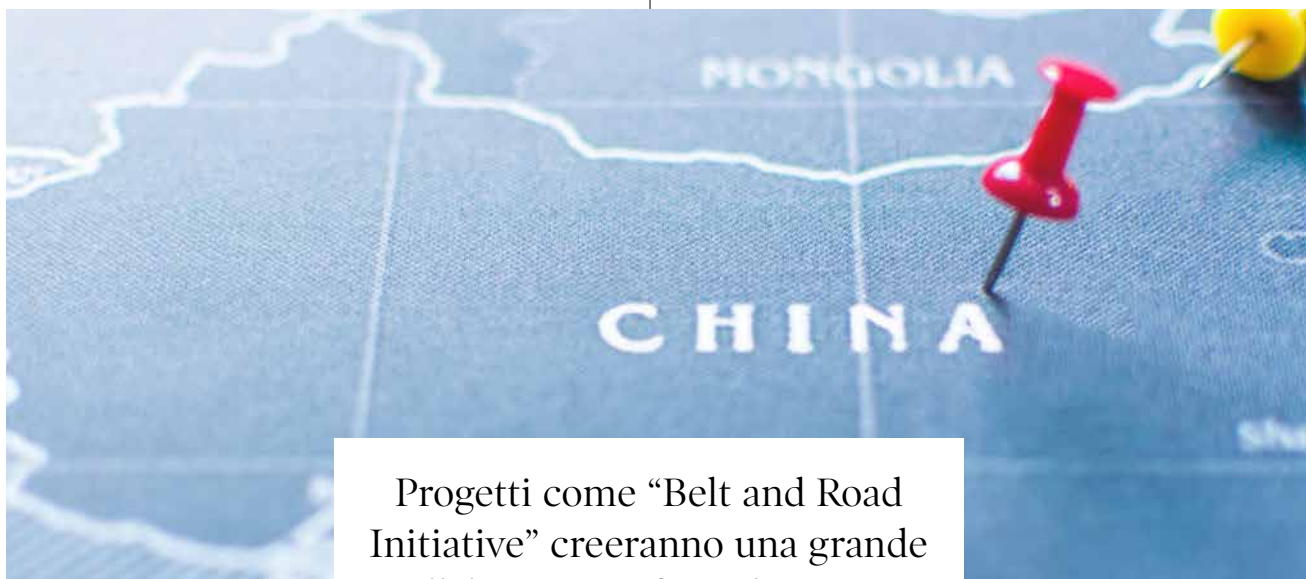 MONGOLIA
CHINA
Progetti come “Belt and Road
Initiative” creeranno una grande